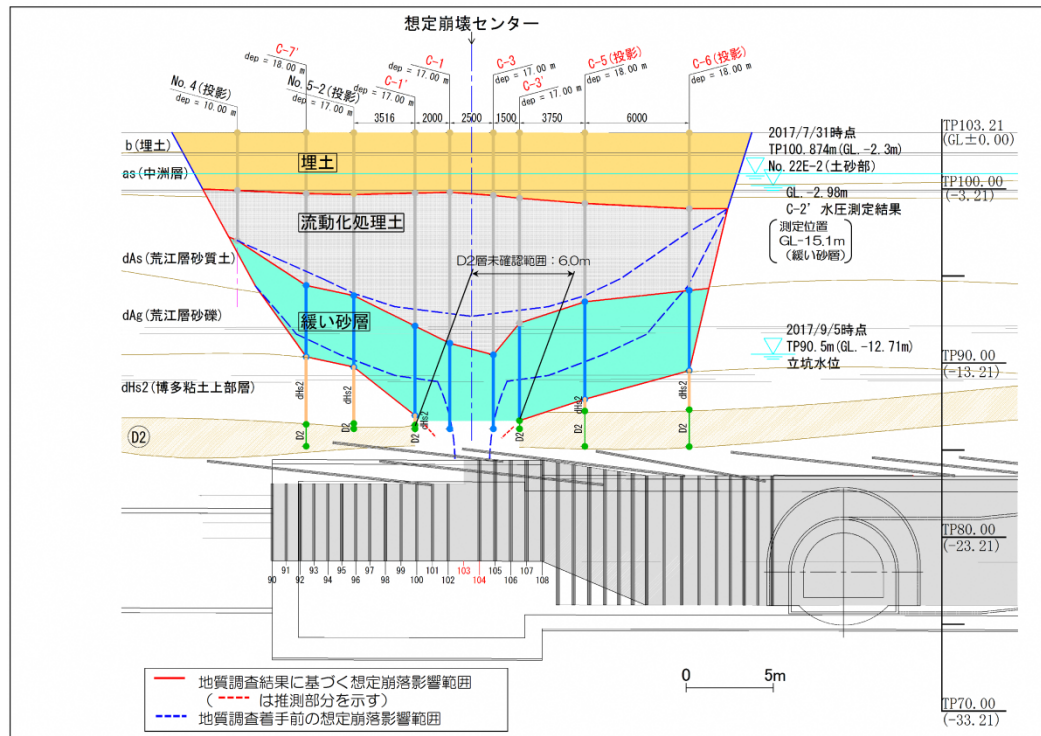 想定崩壊センター
C-7'
dep = 18.00 m
C-1
dep = 17.00 m
C-3
dep = 17.00 m
C-5(投影)
dep = 18.00 m
C-6(投影)
dep = 18.00 m
No. 4(投影)
dep = 10.00 m
No. 5-2(投影)
dep = 17.00 m
C-1'
dep = 17.00 m
C-3'
dep = 17.00 m
3516
2000
2500
1500
3750
6000
b(埋土)
as(中洲層)
dAs(荒江層砂質土)
dAg(荒江層砂礫)
dHs2(博多粘土上部層)
D2
埋土
流動化処理土
D2層未確認範囲:6.0m
緩い砂層
2017/7/31時点
TP100.874m(GL.-2.3m)
No. 22E-2(土砂部)
GL.-2.98m
C-2' 水圧測定結果
測定位置
GL-15.1m
(緩い砂層)
2017/9/5時点
TP90.5m(GL.-12.71m)
立坑水位
TP103.21
(GL±0.00)
TP100.00
(-3.21)
TP90.00
(-13.21)
TP80.00
(-23.21)
TP70.00
(-33.21)
dHs2
dHs2
dHs2
dHs2
dHs2
D2
D2
D2
D2
D2
D2
90
91
92
93
94
95
96
97
98
99
100
101
102
103
104
105
106
107
108
0
5m
地質調査結果に基づく想定崩落影響範囲
( は推測部分を示す)
地質調査着手前の想定崩落影響範囲